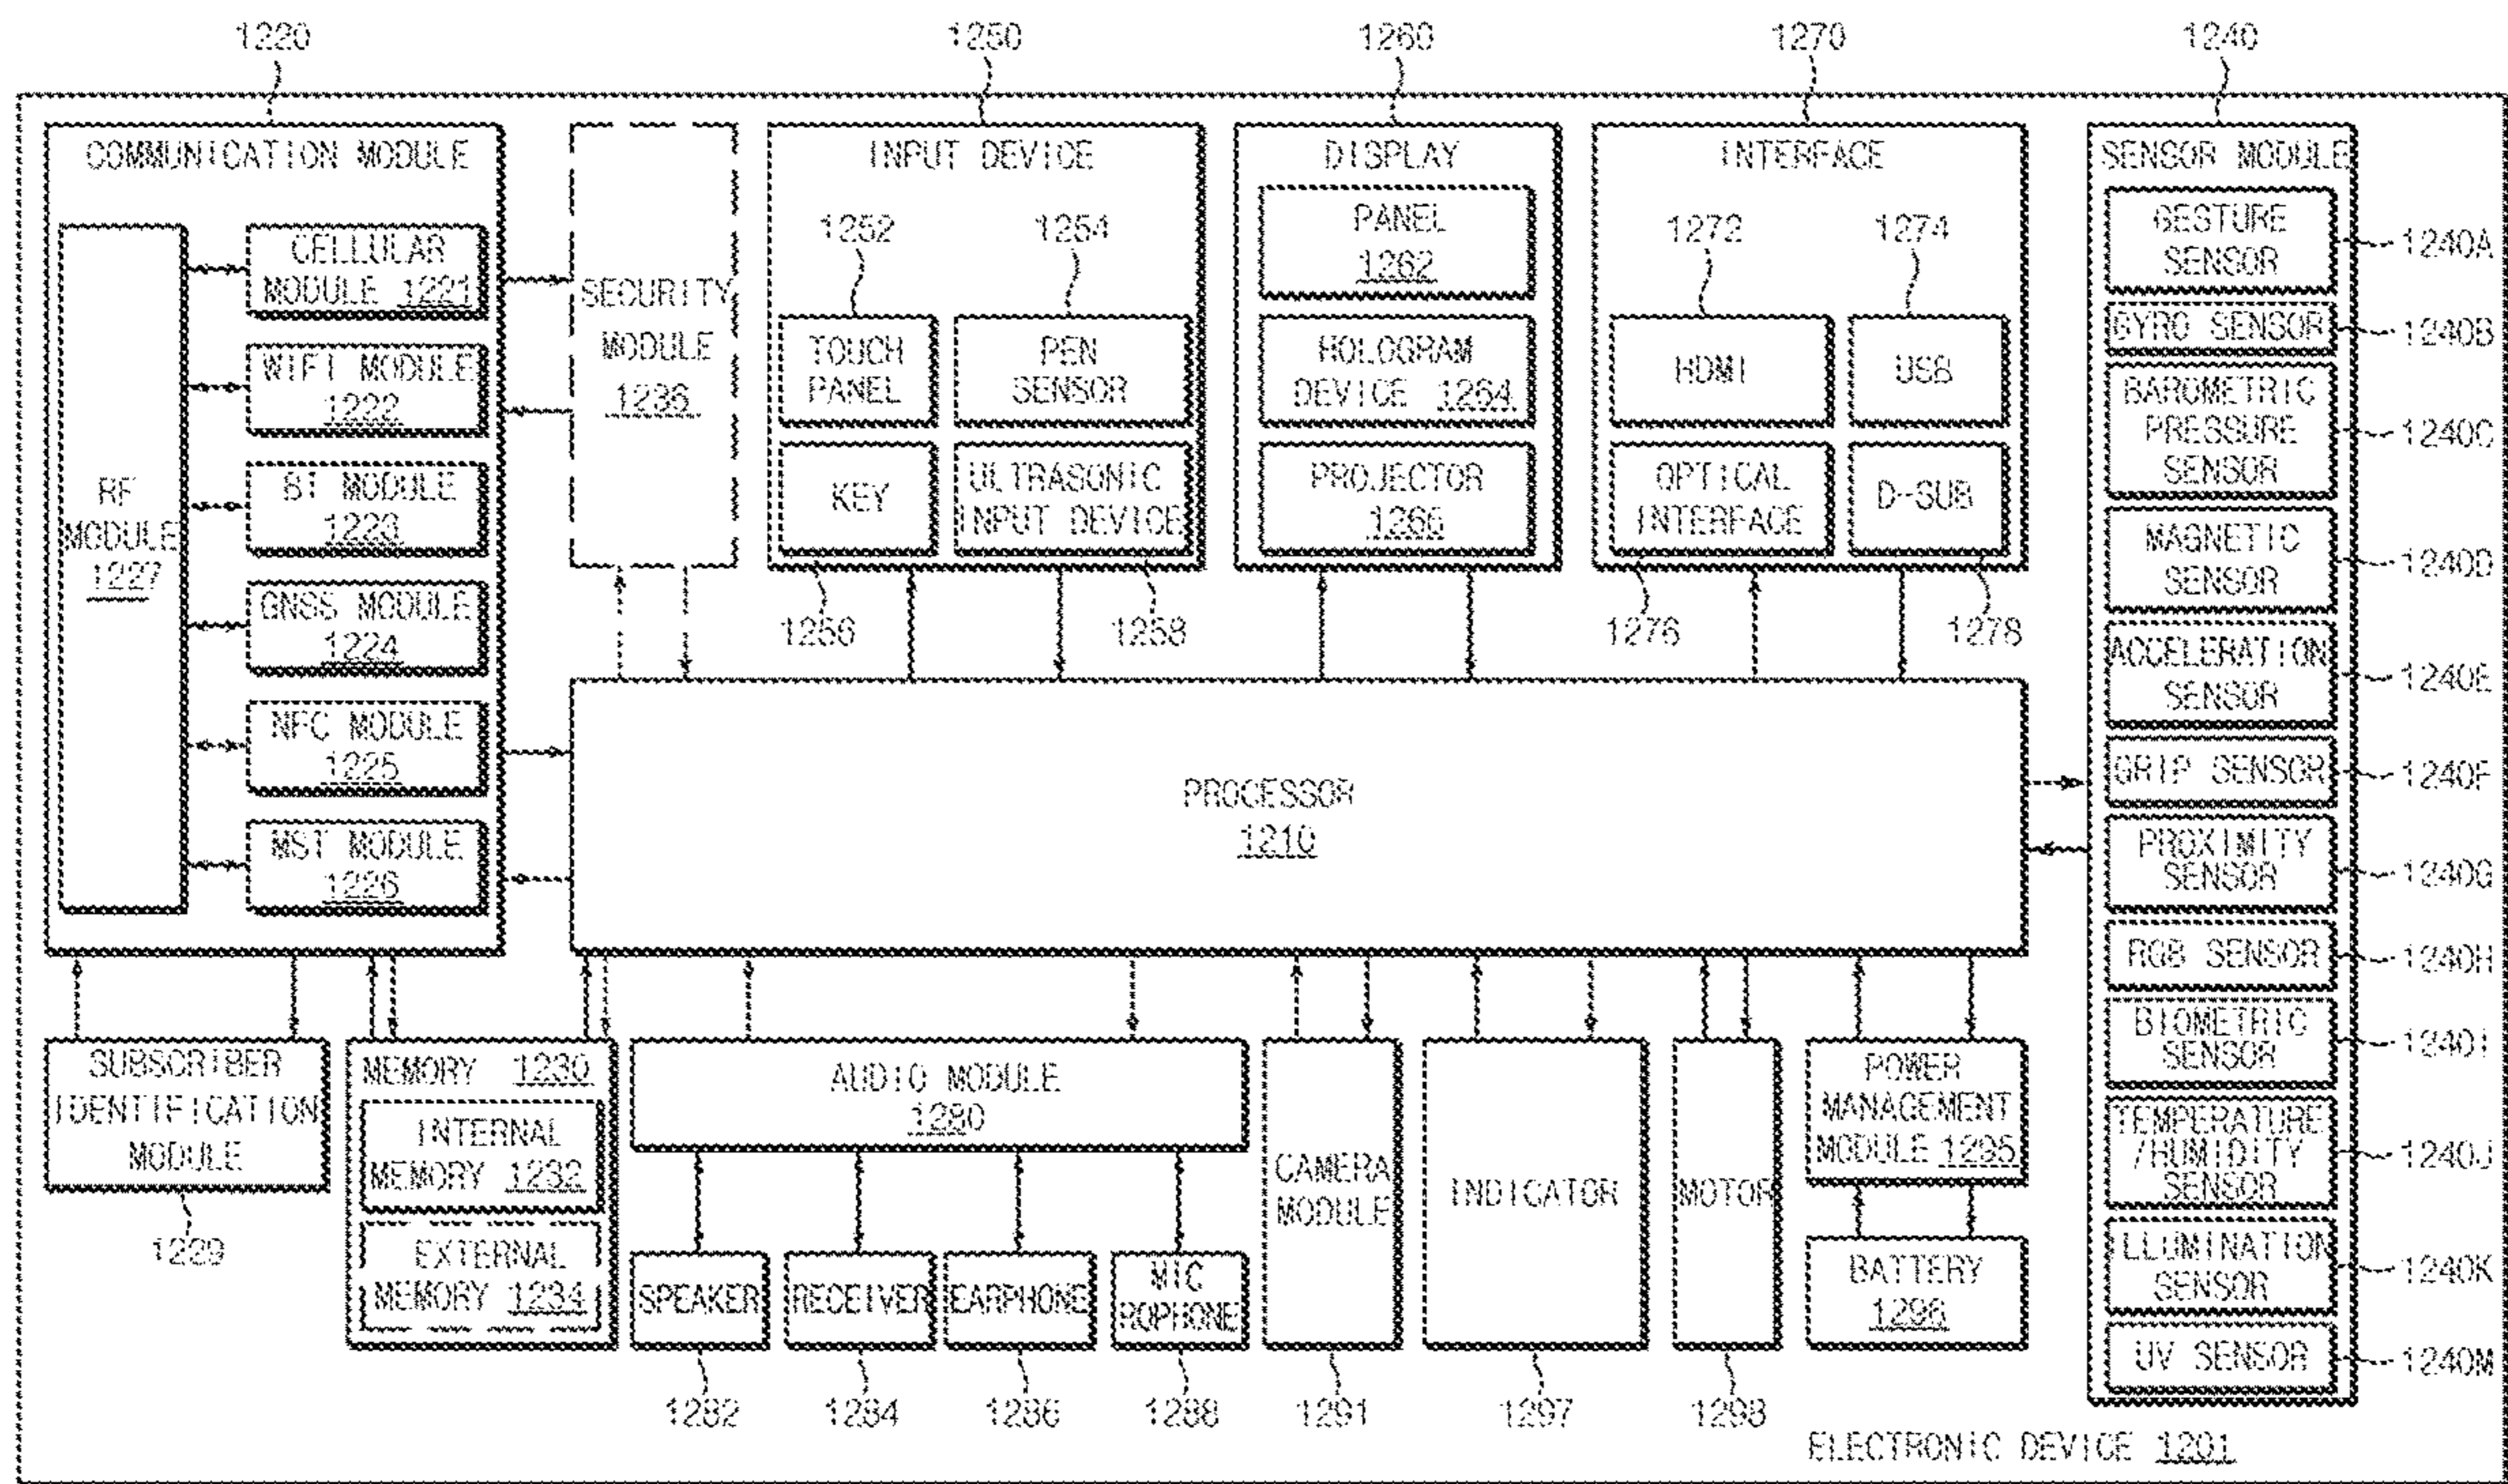 1220
1250
1260
1270
1240
COMMUNICATION MODULE
RF
MODULE
1227
CELLULAR
MODULE 1221
WIFI MODULE
1222
BT MODULE
1223
GNSS MODULE
1224
NFC MODULE
1225
MST MODULE
1226
SECURITY
MODULE
1236
INPUT DEVICE
1252
1254
TOUCH
PANEL
PEN
SENSOR
KEY
ULTRASONIC
INPUT DEVICE
1256
1258
DISPLAY
PANEL
1262
HOLOGRAM
DEVICE 1264
PROJECTOR
1266
INTERFACE
1272
1274
HDMI
USB
OPTICAL
INTERFACE
D-SUB
1276
1278
SENSOR MODULE
GESTURE
SENSOR
1240A
GYRO SENSOR
1240B
BAROMETRIC
PRESSURE
SENSOR
1240C
MAGNETIC
SENSOR
1240D
ACCELERATION
SENSOR
1240E
GRIP SENSOR
1240F
PROXIMITY
SENSOR
1240G
RGB SENSOR
1240H
BIOMETRIC
SENSOR
1240I
TEMPERATURE
/HUMIDITY
SENSOR
1240J
ILLUMINATION
SENSOR
1240K
UV SENSOR
1240M
PROCESSOR
1210
SUBSCRIBER
IDENTIFICATION
MODULE
1229
MEMORY 1230
INTERNAL
MEMORY 1232
EXTERNAL
MEMORY 1234
AUDIO MODULE
1280
SPEAKER
RECEIVER
EARPHONE
MIC
ROPHONE
1282
1284
1286
1288
CAMERA
MODULE
1291
INDICATOR
1297
MOTOR
1298
POWER
MANAGEMENT
MODULE 1295
BATTERY
1296
ELECTRONIC DEVICE 1201